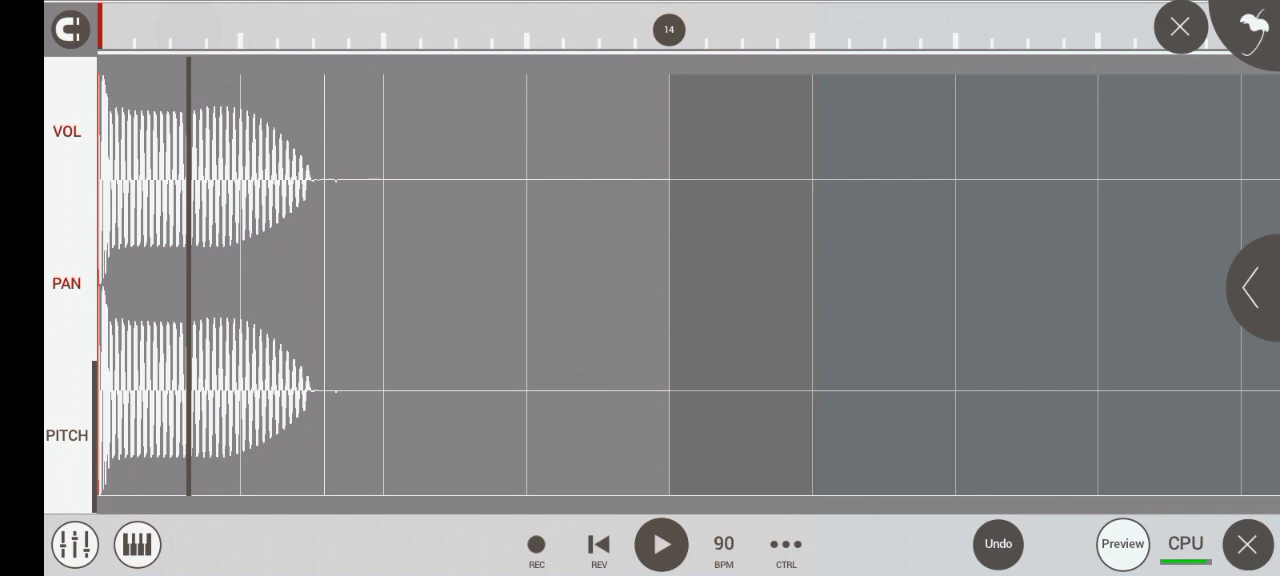 14
VOL
PAN
PITCH
REC
REV
90
BPM
CTRL
Undo
Preview
CPU